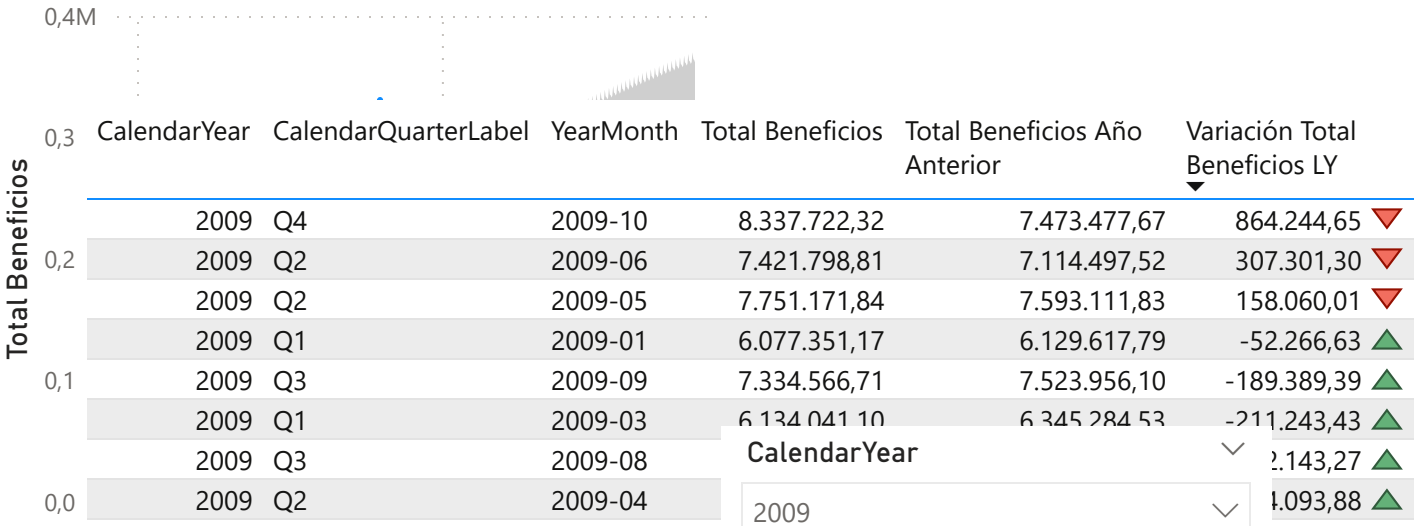 0,4M
0,3
0,2
0,1
0,0
Total Beneficios
CalendarYear CalendarQuarterLabel YearMonth Total Beneficios Total Beneficios Año Anterior Variación Total Beneficios LY
2009 Q4 2009-10 8.337.722,32 7.473.477,67 864.244,65
2009 Q2 2009-06 7.421.798,81 7.114.497,52 307.301,30
2009 Q2 2009-05 7.751.171,84 7.593.111,83 158.060,01
2009 Q1 2009-01 6.077.351,17 6.129.617,79 -52.266,63
2009 Q3 2009-09 7.334.566,71 7.523.956,10 -189.389,39
2009 Q1 2009-03 6.134.041,10 6.345.284,53 -211.243,43
2009 Q3 2009-08 2.143,27
2009 Q2 2009-04 4.093,88
CalendarYear
2009